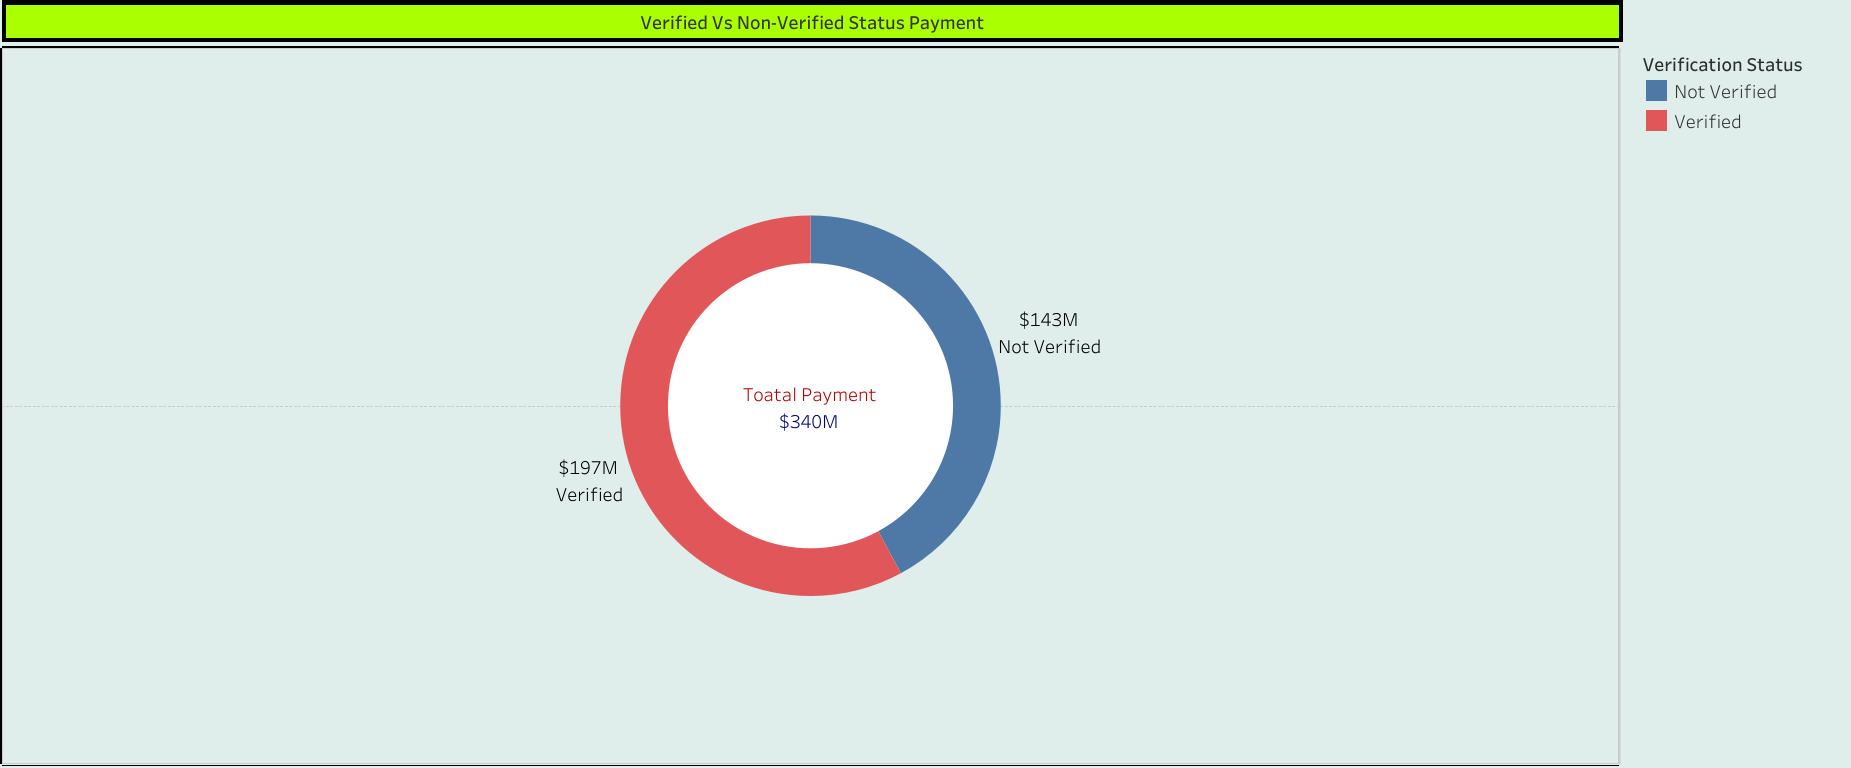 Verified Vs Non-Verified Status Payment
Verification Status
Not Verified
Verified
$143M
Not Verified
Toatal Payment
$340M
$197M
Verified